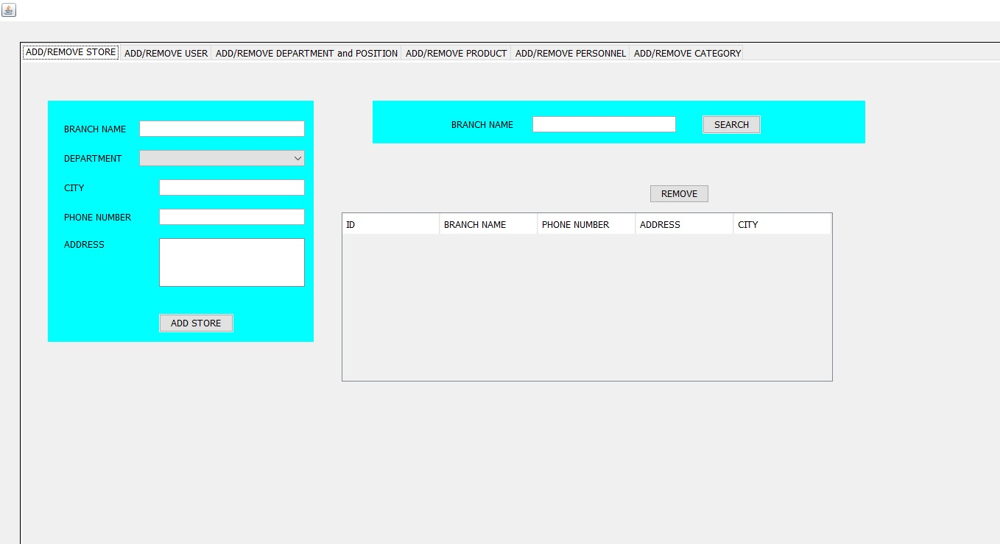 ADD/REMOVE STORE ADD/REMOVE USER ADD/REMOVE DEPARTMENT and POSITION ADD/REMOVE PRODUCT ADD/REMOVE PERSONNEL ADD/REMOVE CATEGORY
BRANCH NAME
DEPARTMENT
CITY
PHONE NUMBER
ADDRESS
ADD STORE
BRANCH NAME SEARCH
REMOVE
ID BRANCH NAME PHONE NUMBER ADDRESS CITY